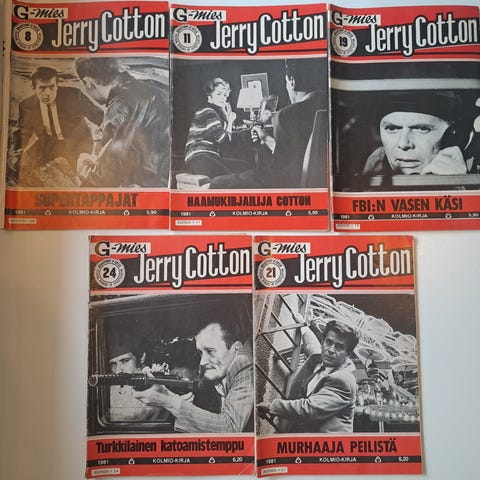 G-mies
8
Jerry Cotton
SUPERTAPPAJAT
1981 KOLMIO-KIRJA 5,90
G-mies
11
Jerry Cotton
HAAMUKIRJAILIJA COTTON
1981 KOLMIO-KIRJA 5,90
G-mies
19
Jerry Cotton
FBI:N VASEN KÄSI
1981 KOLMIO-KIRJA 5,90
G-mies
24
Jerry Cotton
Turkkilainen katoamistemppu
1981 KOLMIO-KIRJA 6,20
G-mies
21
Jerry Cotton
MURHAAJA PEILISTÄ
1981 KOLMIO-KIRJA 6,20